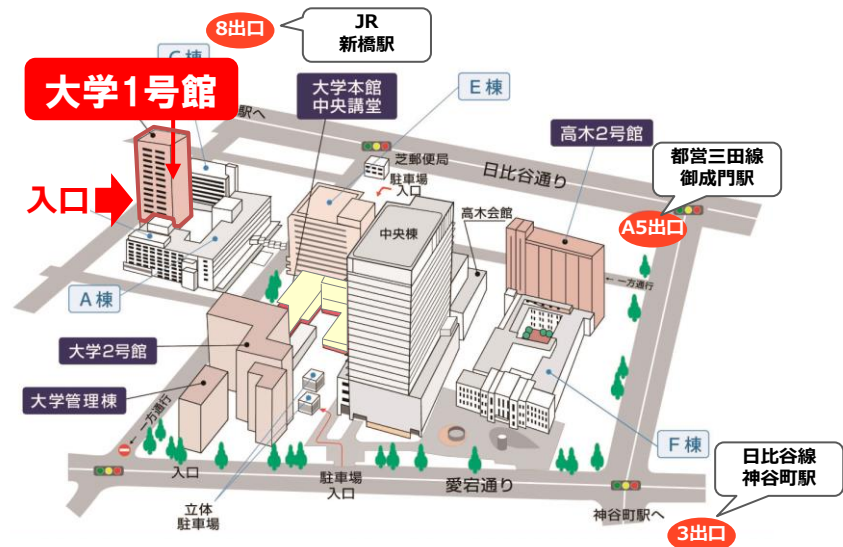 8出口
JR
新橋駅
C棟
大学1号館
駅へ
大学本館
中央講堂
E棟
高木2号館
芝郵便局
日比谷通り
都営三田線
御成門駅
駐車場
入口
入口
高木会館
A5出口
中央棟
←一方通行
A棟
大学2号館
大学管理棟
←一方通行
F棟
入口
立体
駐車場
駐車場
入口
愛宕通り
日比谷線
神谷町駅
神谷町駅へ
3出口